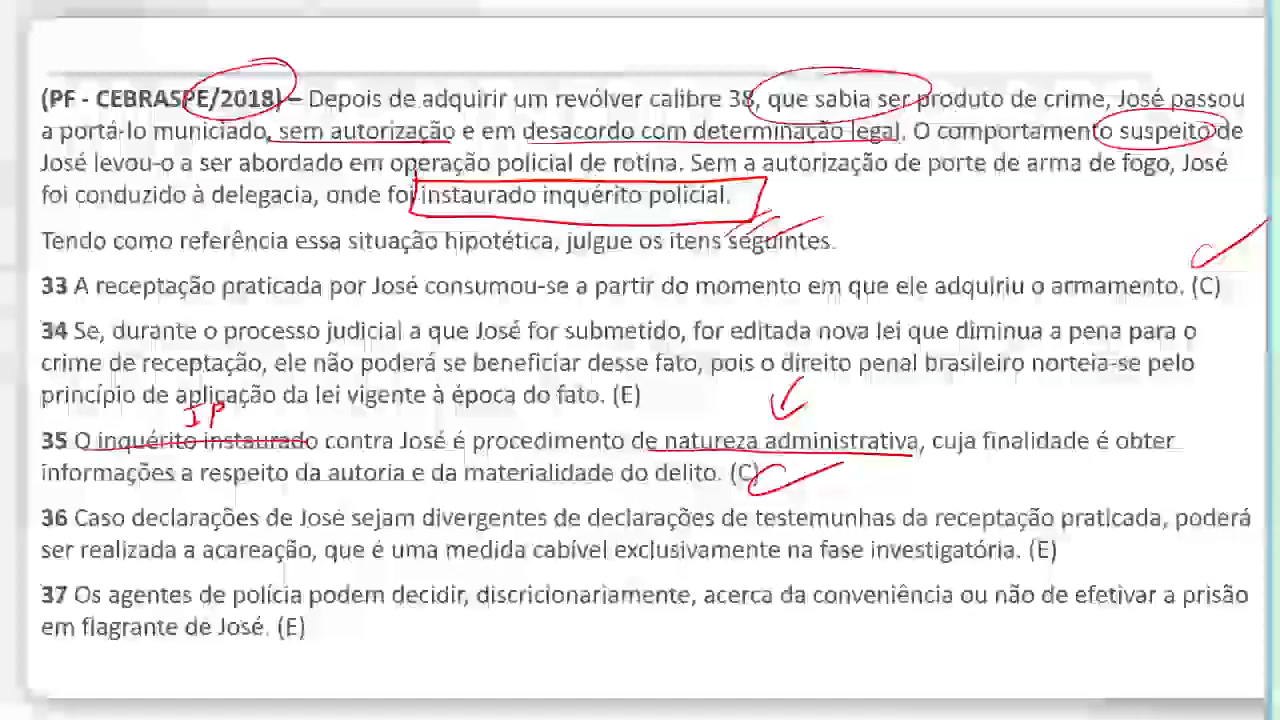 (PF - CEBRASPE/2018) – Depois de adquirir um revólver calibre 38, que sabia ser produto de crime, José passou
a portá-lo municiado, sem autorização e em desacordo com determinação legal. O comportamento suspeito de
José levou-o a ser abordado em operação policial de rotina. Sem a autorização de porte de arma de fogo, José
foi conduzido à delegacia, onde foi instaurado inquérito policial.
Tendo como referência essa situação hipotética, julgue os itens seguintes.
33 A receptação praticada por José consumou-se a partir do momento em que ele adquiriu o armamento. (C)
34 Se, durante o processo judicial a que José for submetido, for editada nova lei que diminua a pena para o
crime de receptação, ele não poderá se beneficiar desse fato, pois o direito penal brasileiro norteia-se pelo
princípio de aplicação da lei vigente à época do fato. (E)
IP
35 O inquérito instaurado contra José é procedimento de natureza administrativa, cuja finalidade é obter
informações a respeito da autoria e da materialidade do delito. (C)
36 Caso declarações de José sejam divergentes de declarações de testemunhas da receptação praticada, poderá
ser realizada a acareação, que é uma medida cabível exclusivamente na fase investigatória. (E)
37 Os agentes de polícia podem decidir, discricionariamente, acerca da conveniência ou não de efetivar a prisão
em flagrante de José. (E)